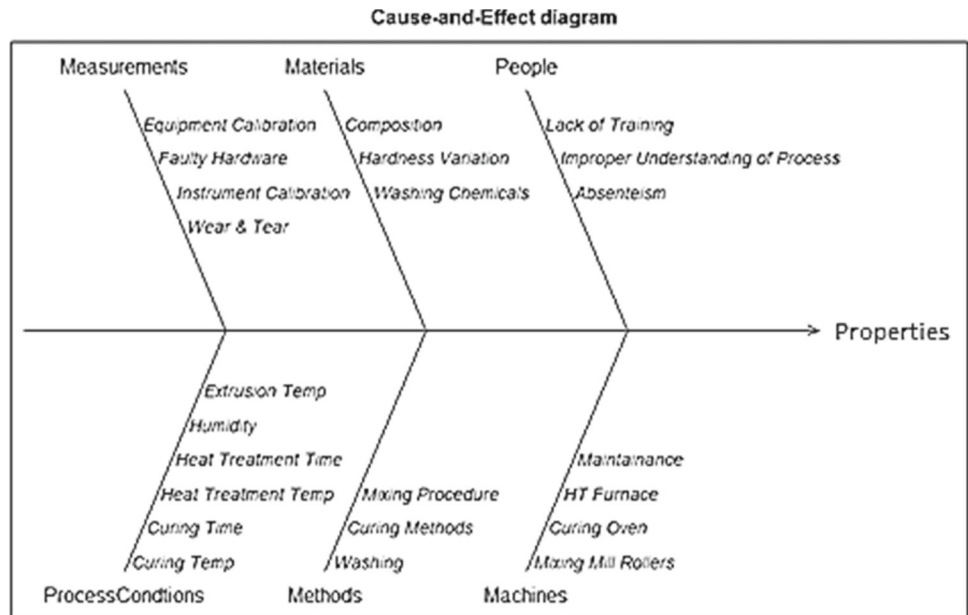 Cause-and-Effect diagram
Measurements
Materials
People
Equipment Calibration
Faulty Hardware
Instrument Calibration
Wear & Tear
Composition
Hardness Variation
Washing Chemicals
Lack of Training
Improper Understanding of Process
Absenteism
Properties
Extrusion Temp
Humidity
Heat Treatment Time
Heat Treatment Temp
Curing Time
Curing Temp
ProcessCondtions
Mixing Procedure
Curing Methods
Washing
Methods
Maintainance
HT Furnace
Curing Oven
Mixing Mill Rollers
Machines